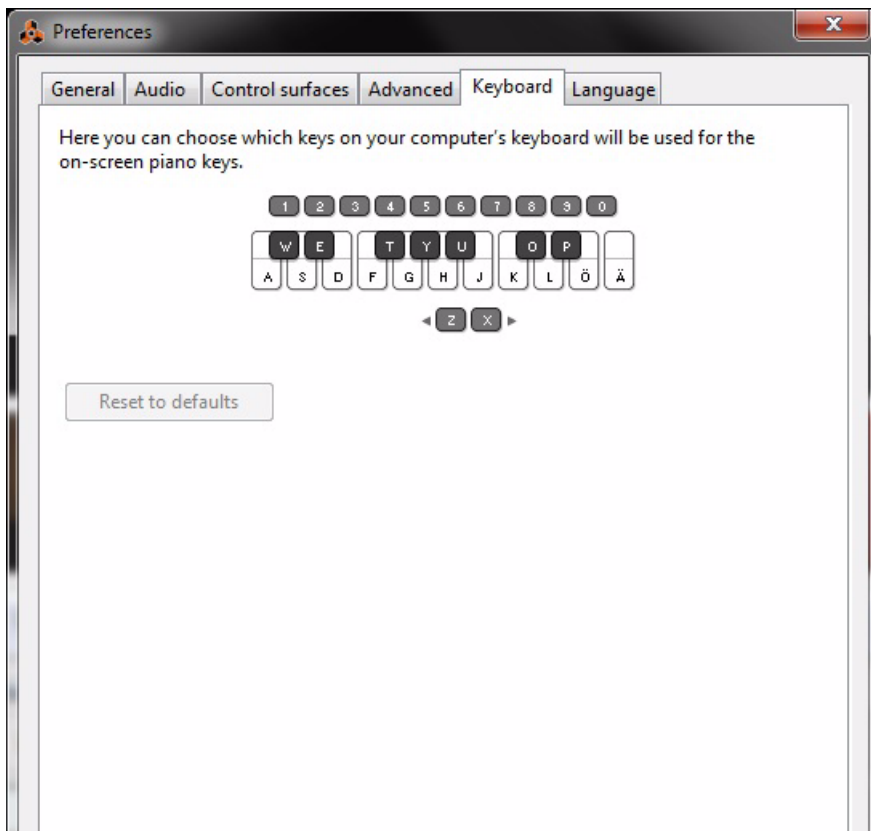 Preferences
General Audio Control surfaces Advanced Keyboard Language
Here you can choose which keys on your computer's keyboard will be used for the
on-screen piano keys.
1 2 3 4 5 6 7 8 9 0
W E T Y U O P
A S D F G H J K L Ö Ä
Z X
Reset to defaults